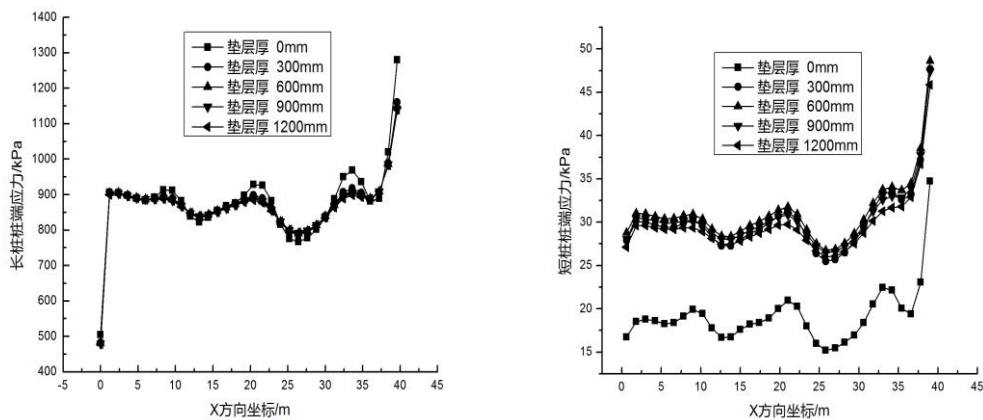 1400
1300
1200
1100
1000
900
800
700
600
500
400
长桩桩端应力/kPa
垫层厚 0mm
垫层厚 300mm
垫层厚 600mm
垫层厚 900mm
垫层厚 1200mm
-5 0 5 10 15 20 25 30 35 40 45
X方向坐标/m
50
45
40
35
30
25
20
15
短桩桩端应力/kPa
垫层厚 0mm
垫层厚 300mm
垫层厚 600mm
垫层厚 900mm
垫层厚 1200mm
0 5 10 15 20 25 30 35 40 45
X方向坐标/m